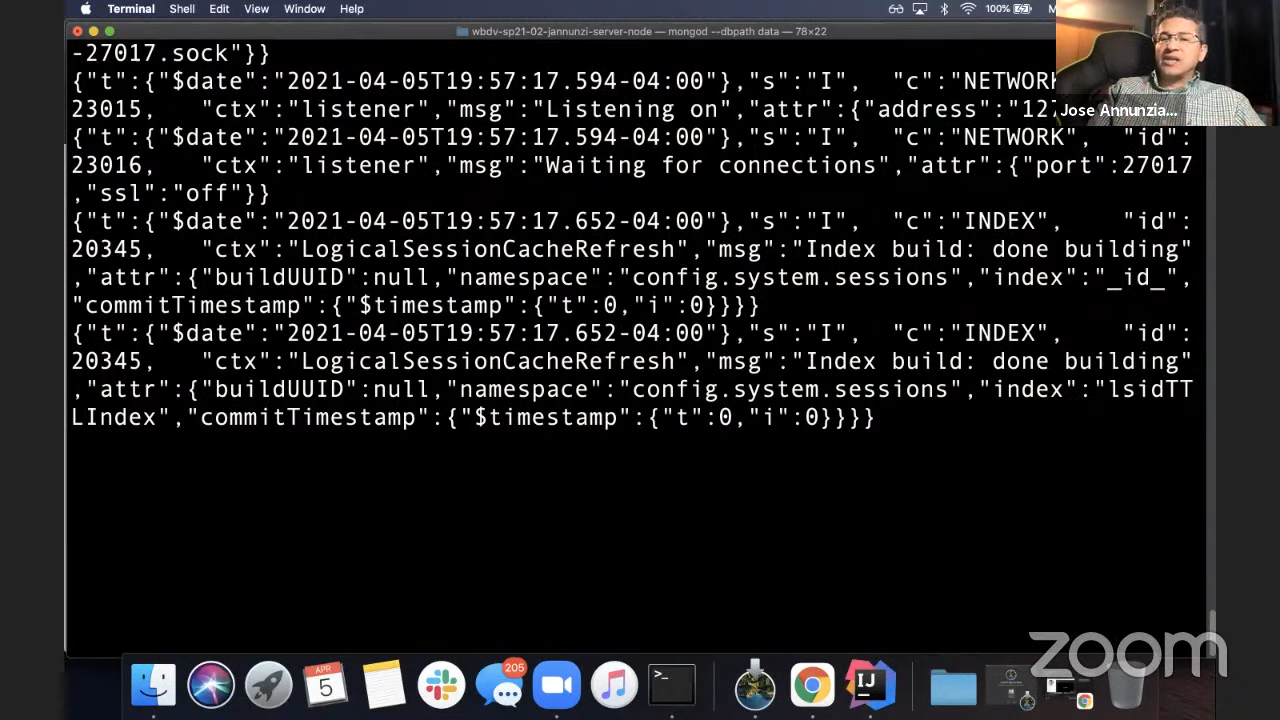 Terminal Shell Edit View Window Help 100%
wbdv-sp21-02-jannunzi-server-node — mongod --dbpath data — 78×22
-27017.sock"}}
{"t":{"$date":"2021-04-05T19:57:17.594-04:00"},"s":"I", "c":"NETWORK
23015, "ctx":"listener","msg":"Listening on","attr":{"address":"127
Jose Annunzia...
{"t":{"$date":"2021-04-05T19:57:17.594-04:00"},"s":"I", "c":"NETWORK", "id":
23016, "ctx":"listener","msg":"Waiting for connections","attr":{"port":27017
,"ssl":"off"}}
{"t":{"$date":"2021-04-05T19:57:17.652-04:00"},"s":"I", "c":"INDEX", "id":
20345, "ctx":"LogicalSessionCacheRefresh","msg":"Index build: done building"
,"attr":{"buildUUID":null,"namespace":"config.system.sessions","index":"_id_",
"commitTimestamp":{"$timestamp":{"t":0,"i":0}}}}
{"t":{"$date":"2021-04-05T19:57:17.652-04:00"},"s":"I", "c":"INDEX", "id":
20345, "ctx":"LogicalSessionCacheRefresh","msg":"Index build: done building"
,"attr":{"buildUUID":null,"namespace":"config.system.sessions","index":"lsidTT
LIndex","commitTimestamp":{"$timestamp":{"t":0,"i":0}}}}
zoom
APR
5
205
>_
IJ